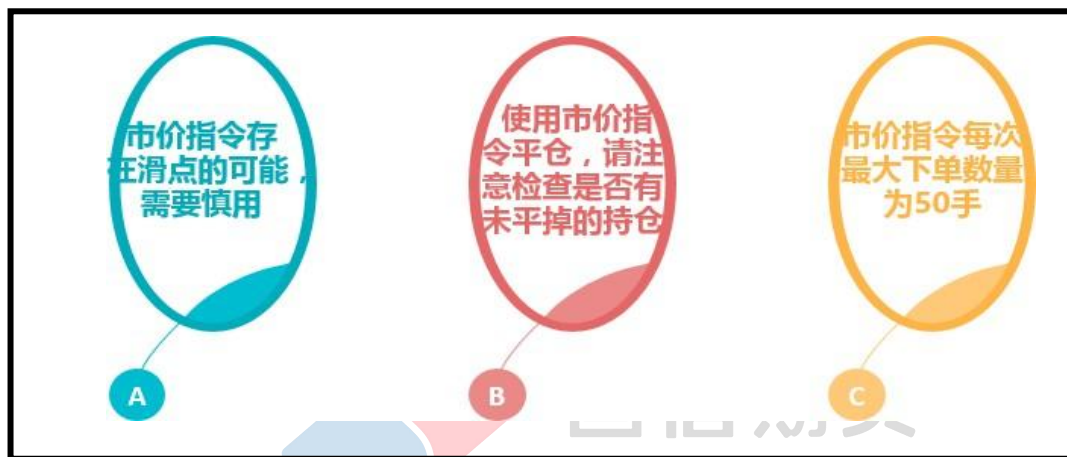 市价指令存
在滑点的可能，
需要慎用
使用市价指
令平仓，请注
意检查是否有
未平掉的持仓
市价指令每次
最大下单数量
为50手
A
B
C